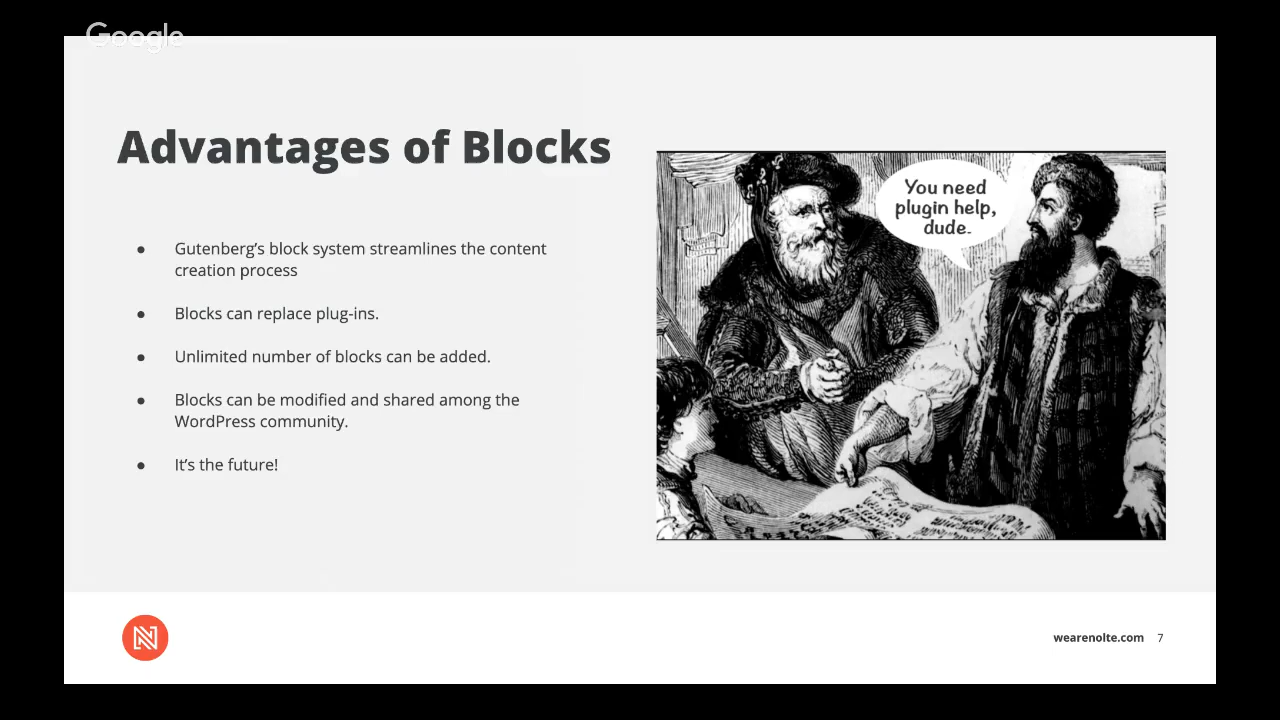 Google
Advantages of Blocks
● Gutenberg’s block system streamlines the content
creation process
● Blocks can replace plug-ins.
● Unlimited number of blocks can be added.
● Blocks can be modified and shared among the
WordPress community.
● It’s the future!
You need
plugin help,
dude.
N
wearenolte.com 7